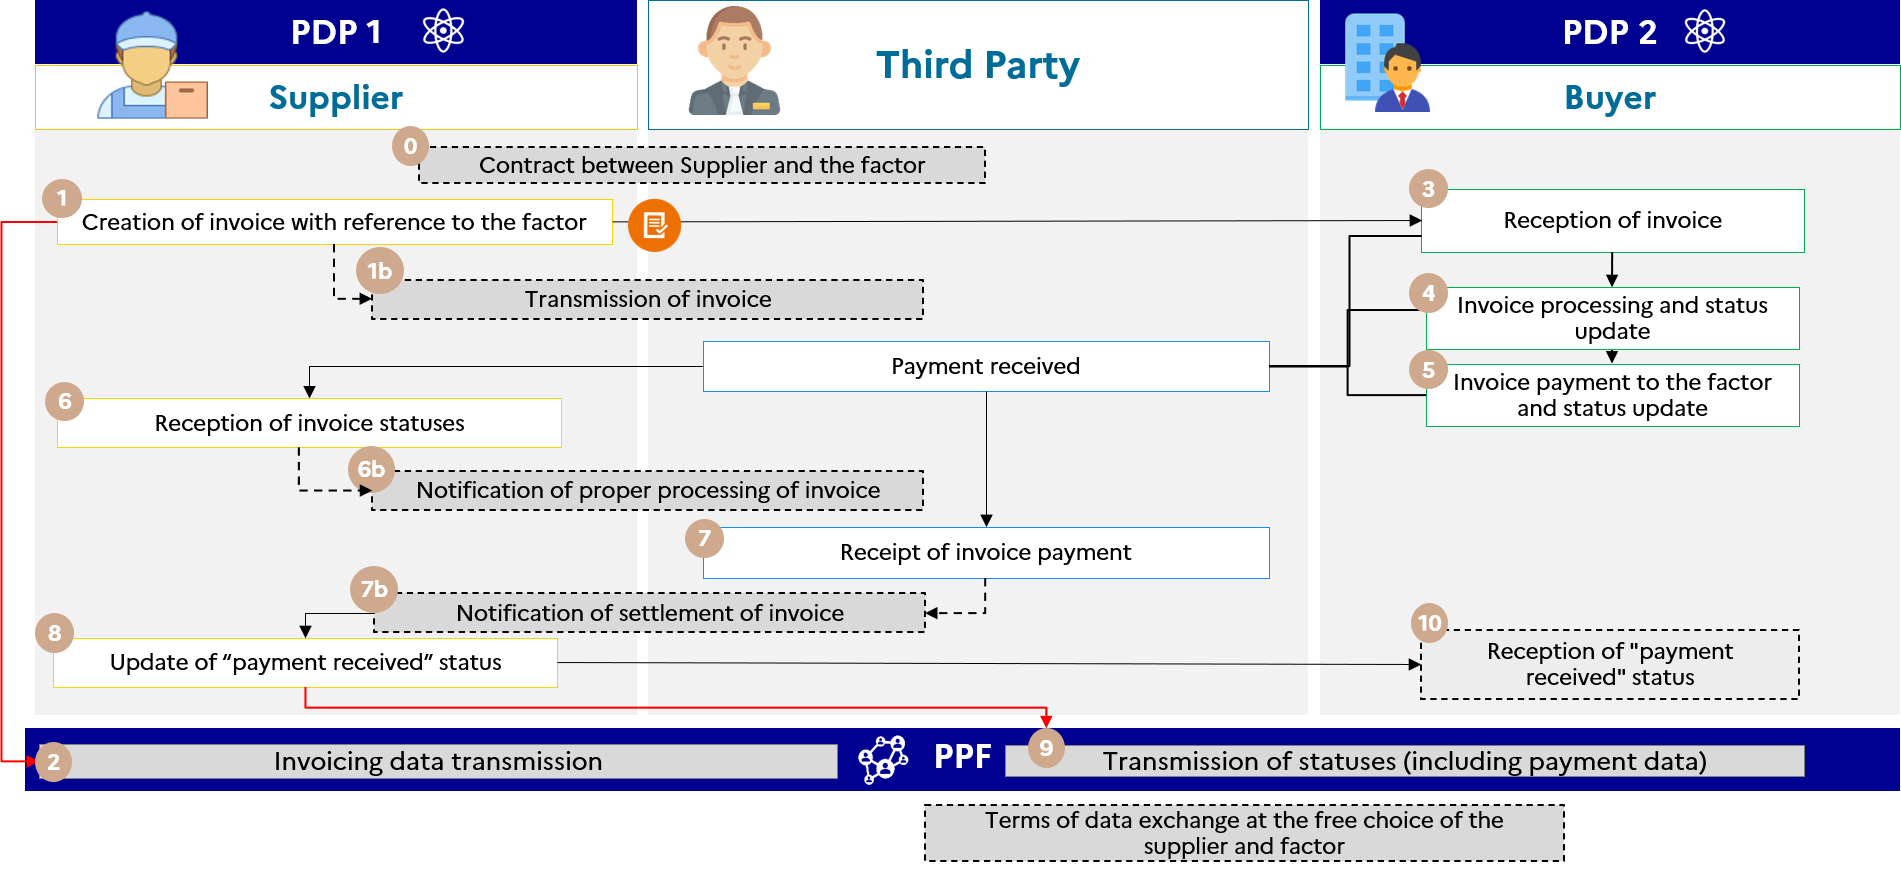 PDP 1
Supplier
Third Party
PDP 2
Buyer
0
Contract between Supplier and the factor
1
Creation of invoice with reference to the factor
3
Reception of invoice
1b
Transmission of invoice
4
Invoice processing and status
update
Payment received
5
Invoice payment to the factor
and status update
6
Reception of invoice statuses
6b
Notification of proper processing of invoice
7
Receipt of invoice payment
7b
Notification of settlement of invoice
8
Update of “payment received” status
10
Reception of "payment
received" status
2
Invoicing data transmission
PPF
9
Transmission of statuses (including payment data)
Terms of data exchange at the free choice of the
supplier and factor